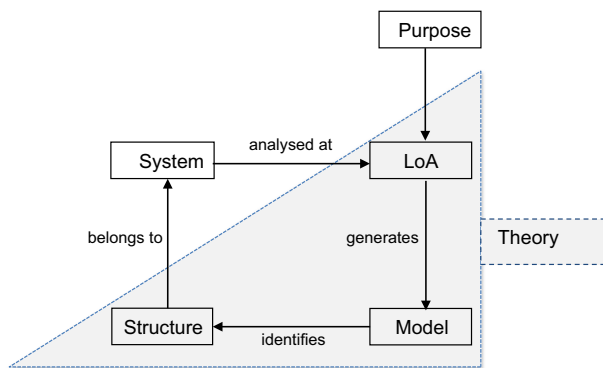 Purpose
analysed at
System
LoA
belongs to
generates
Theory
Structure
Model
identifies